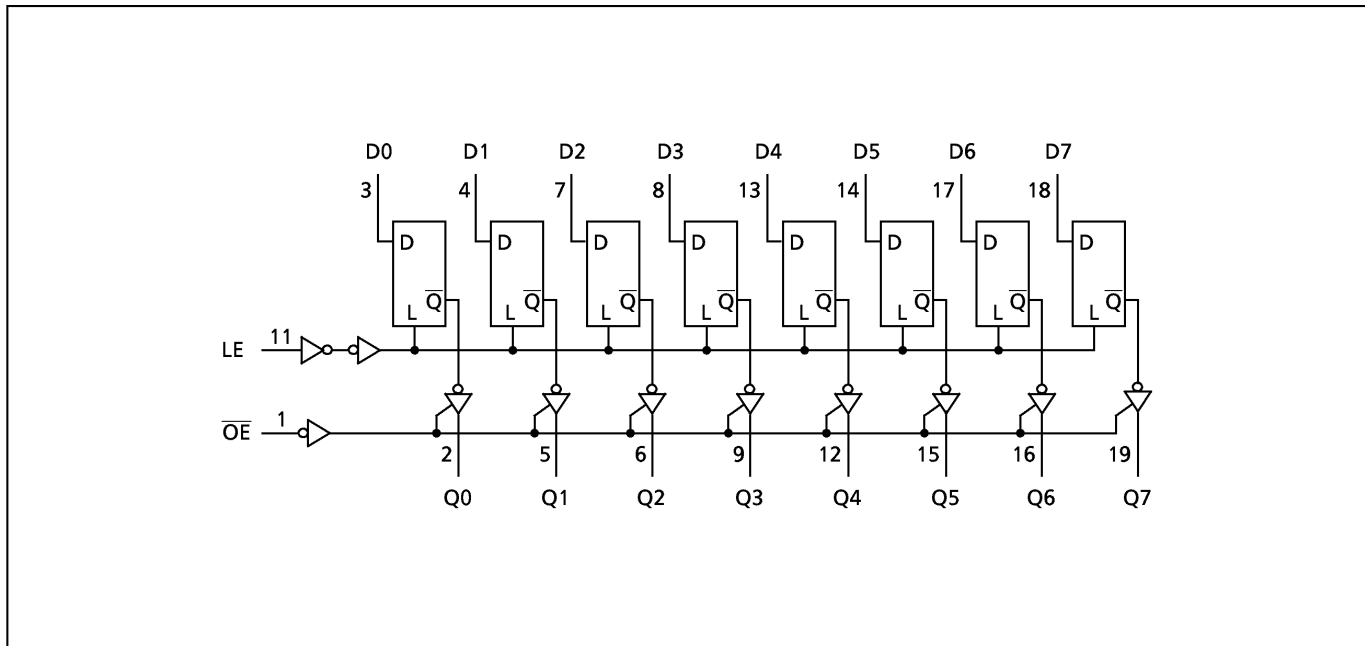 D0 D1 D2 D3 D4 D5 D6 D7
3 4 7 8 13 14 17 18
D D D D D D D D
Q̅ Q̅ Q̅ Q̅ Q̅ Q̅ Q̅ Q̅
L L L L L L L L
LE 11
O̅E̅ 1
2 5 6 9 12 15 16 19
Q0 Q1 Q2 Q3 Q4 Q5 Q6 Q7